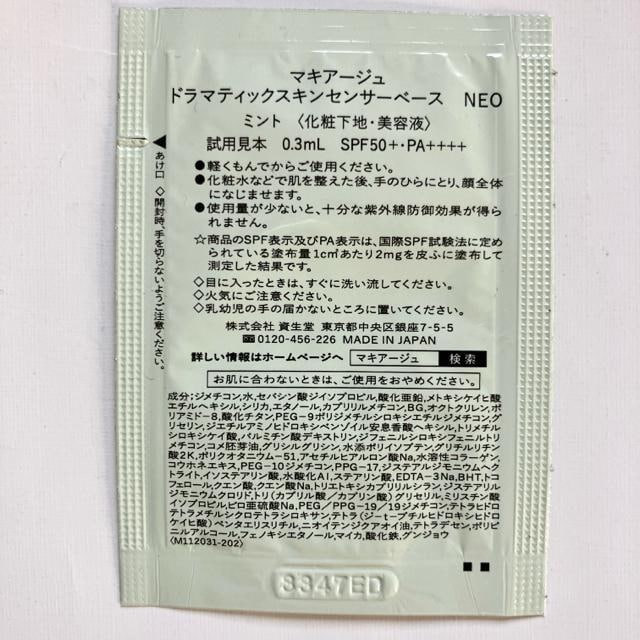 マキアージュ
ドラマティックスキンセンサーベース NEO
ミント 〈化粧下地・美容液〉
試用見本 0.3mL SPF50+・PA++++
●軽くもんでからご使用ください。
●化粧水などで肌を整えた後、手のひらにとり、顔全体
になじませます。
●使用量が少ないと、十分な紫外線防御効果が得ら
れません。
☆商品のSPF表示及びPA表示は、国際SPF試験法に定め
られている塗布量1c㎡あたり2mgを皮ふに塗布して
測定した結果です。
◇目に入ったときは、すぐに洗い流してください。
◇火気にご注意ください。
◇乳幼児の手の届かないところに置いてください。
株式会社 資生堂 東京都中央区銀座7-5-5
☎0120-456-226 MADE IN JAPAN
詳しい情報はホームページへ マキアージュ 検索
お肌に合わないときは、ご使用をおやめください。
成分:ジメチコン,水,セバシン酸ジイソプロピル,酸化亜鉛,メトキシケイヒ酸
エチルヘキシル,シリカ,エタノール,カプリリルメチコン,BG,オクトクリレン,ポ
リアミド-8,酸化チタン,PEG-9ポリジメチルシロキシエチルジメチコン,グ
リセリン,ジエチルアミノヒドロキシベンゾイル安息香酸ヘキシル,トリメチル
シロキシケイ酸,パルミチン酸デキストリン,ジフェニルシロキシフェニルトリ
メチコン,コメ胚芽油,グリシルグリシン,水添ポリイソブテン,グリチルリチン
酸2K,ポリクオタニウム-51,アセチルヒアルロン酸Na,水溶性コラーゲン,
コウホネエキス,PEG-10ジメチコン,PPG-17,ジステアルジモニウムヘク
トライト,イソステアリン酸,水酸化Al,ステアリン酸,EDTA-3Na,BHT,トコ
フェロール,クエン酸,クエン酸Na,トリエトキシカプリリルシラン,ジステアリル
ジモニウムクロリド,トリ(カプリル酸/カプリン酸)グリセリル,ミリスチン酸
イソプロピル,ピロ亜硫酸Na,PEG/PPG-19/19ジメチコン,テトラヒドロ
テトラメチルシクロテトラシロキサン,テトラ(ジ-t-ブチルヒドロキシヒドロ
ケイヒ酸)ペンタエリスリチル,ニオイテンジクアオイ油,テトラデセン,ポリビ
ニルアルコール,フェノキシエタノール,マイカ,酸化鉄,グンジョウ
〈M112031-202〉
◀あけ口 ◇開封時、手を切らないようご注意ください。
3347ED